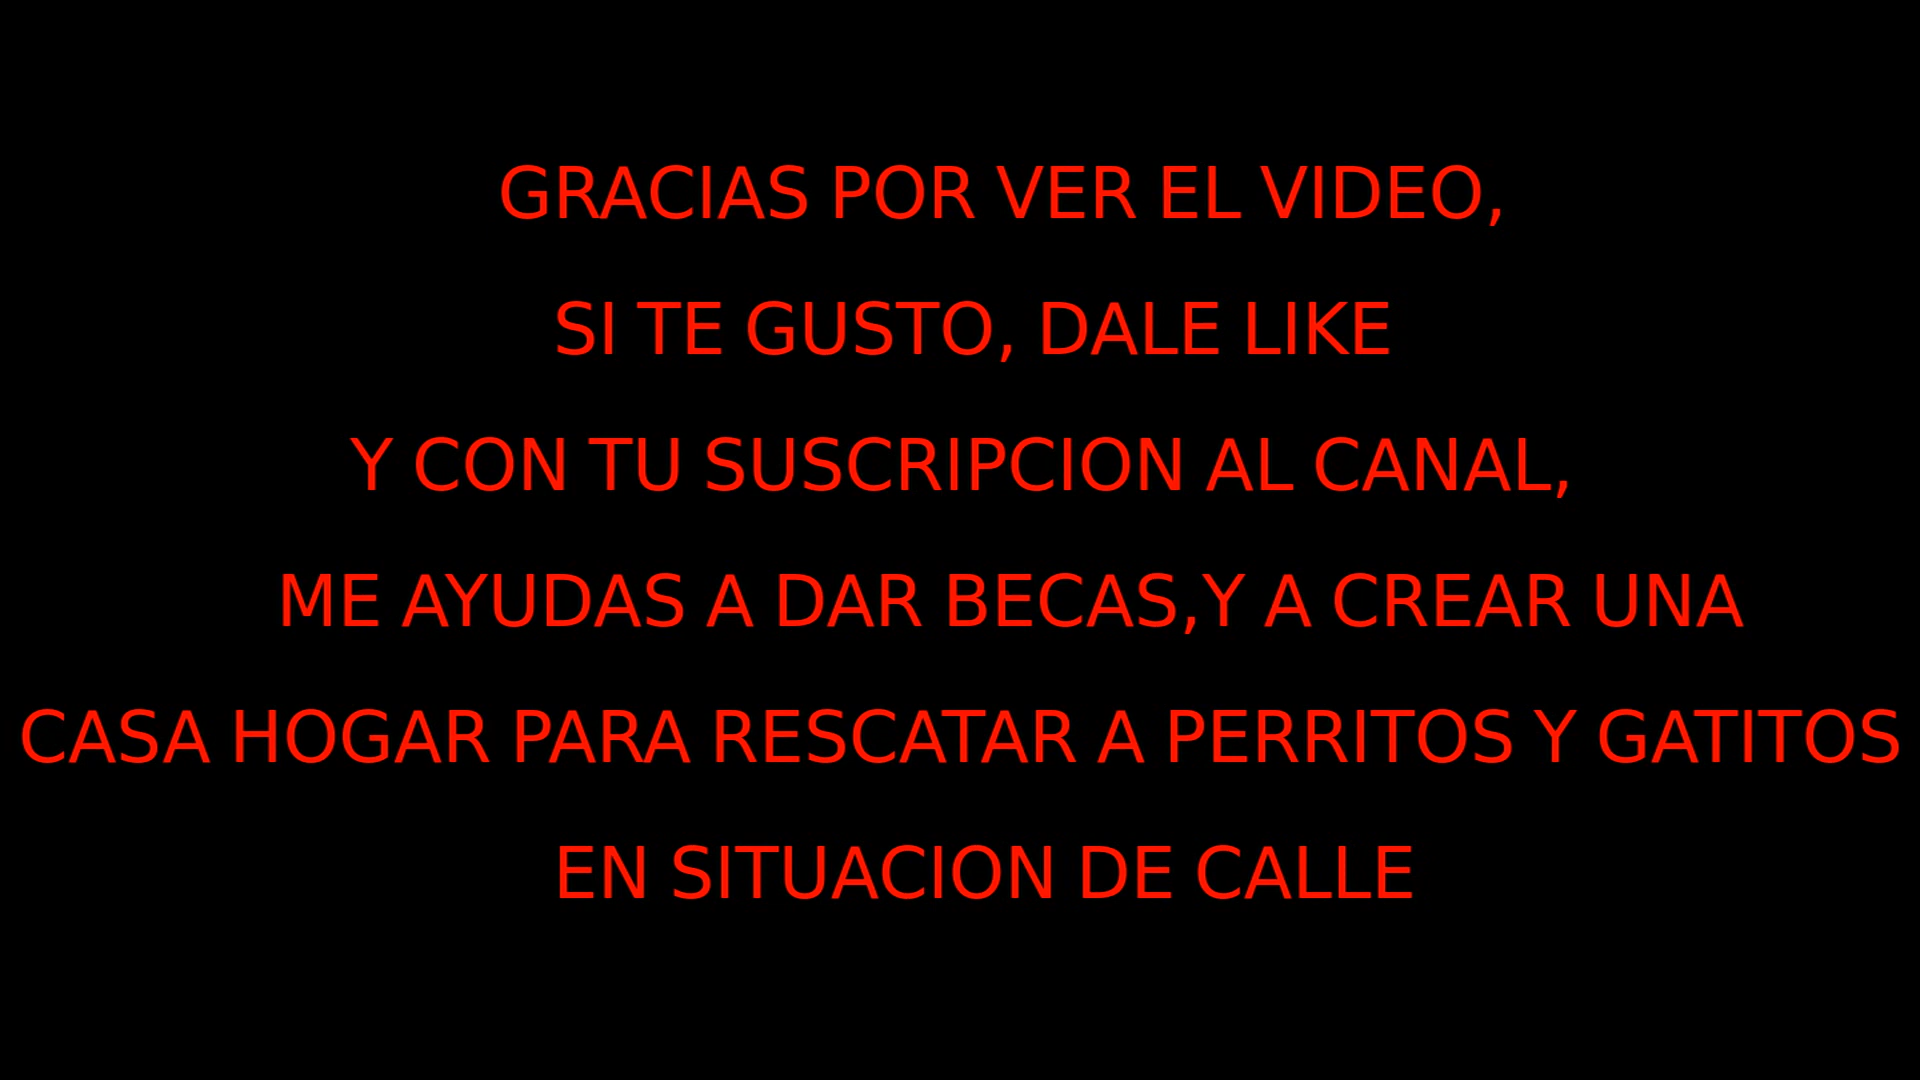 GRACIAS POR VER EL VIDEO,
SI TE GUSTO, DALE LIKE
Y CON TU SUSCRIPCION AL CANAL,
ME AYUDAS A DAR BECAS,Y A CREAR UNA
CASA HOGAR PARA RESCATAR A PERRITOS Y GATITOS
EN SITUACION DE CALLE